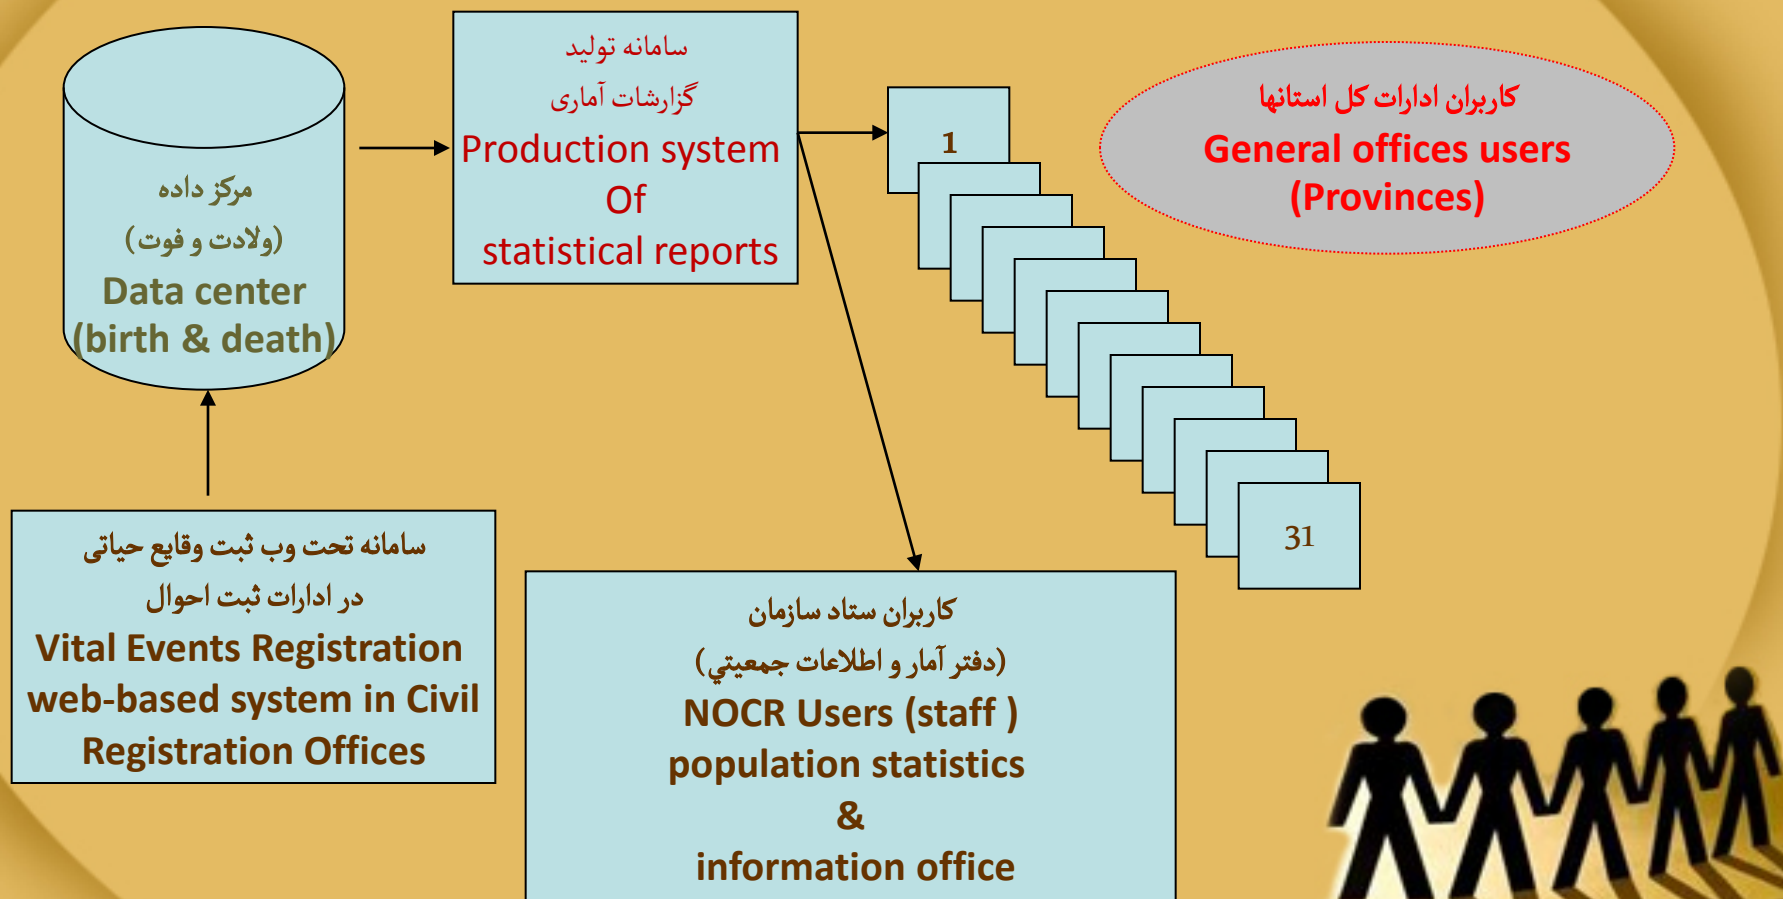 مرکز داده
(ولادت و فوت)
Data center
(birth & death)
سامانه تولید
گزارشات آماری
Production system
Of
statistical reports
1
31
کاربران ادارات کل استانها
General offices users
(Provinces)
سامانه تحت وب ثبت وقایع حیاتی
در ادارات ثبت احوال
Vital Events Registration
web-based system in Civil
Registration Offices
کاربران ستاد سازمان
(دفتر آمار و اطلاعات جمعيتي)
NOCR Users (staff )
population statistics
&
information office